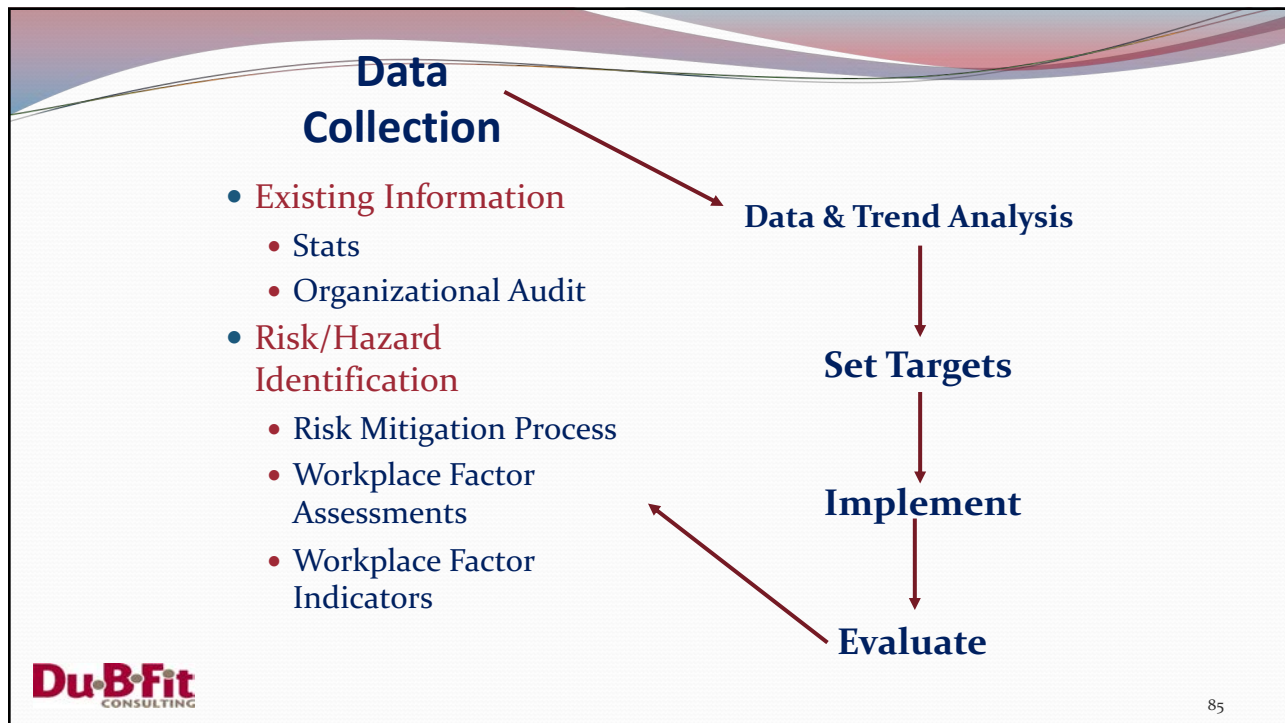 Data
Collection
• Existing Information
• Stats
• Organizational Audit
• Risk/Hazard
Identification
• Risk Mitigation Process
• Workplace Factor
Assessments
• Workplace Factor
Indicators
Data & Trend Analysis
Set Targets
Implement
Evaluate
Du•B•Fit
CONSULTING
85